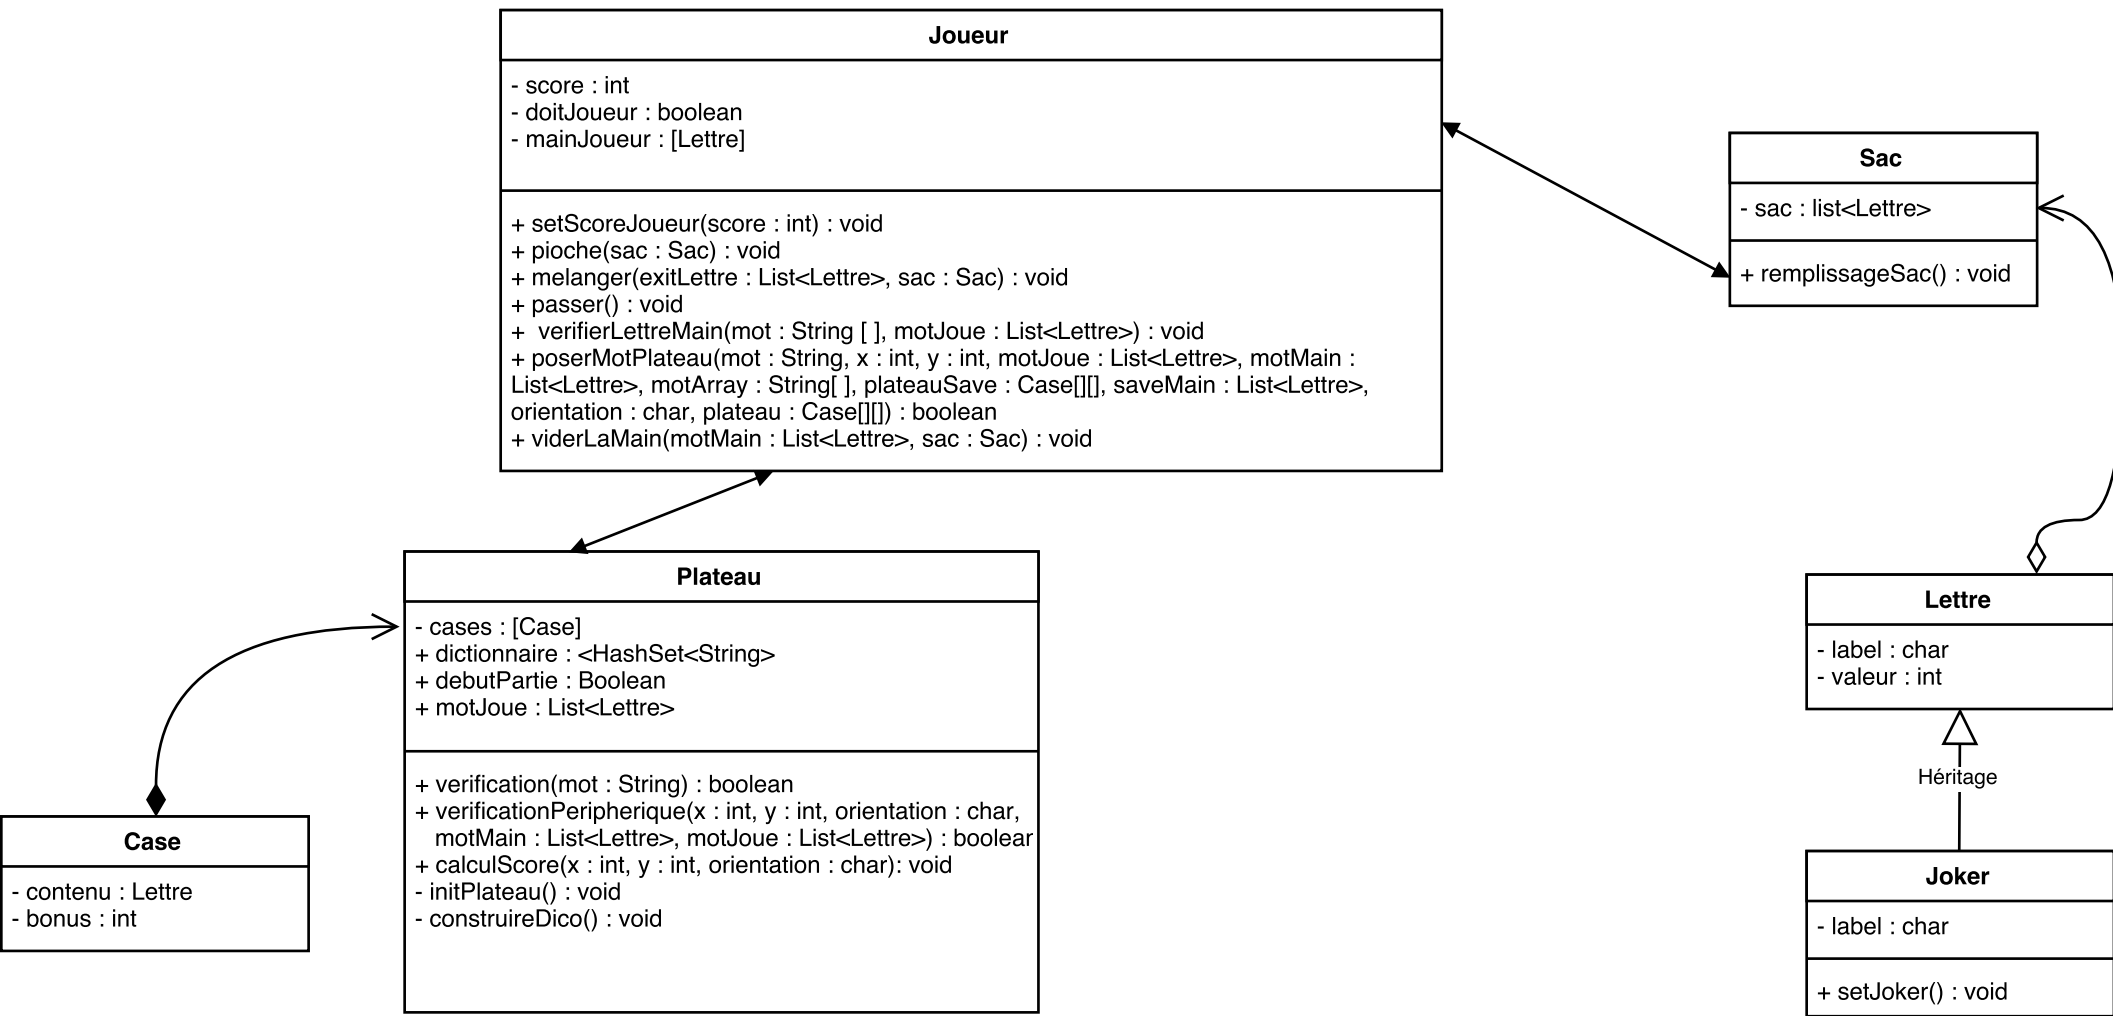 Joueur
- score : int
- doitJoueur : boolean
- mainJoueur : [Lettre]
+ setScoreJoueur(score : int) : void
+ pioche(sac : Sac) : void
+ melanger(exitLettre : List<Lettre>, sac : Sac) : void
+ passer() : void
+  verifierLettreMain(mot : String [ ], motJoue : List<Lettre>) : void
+ poserMotPlateau(mot : String, x : int, y : int, motJoue : List<Lettre>, motMain :
List<Lettre>, motArray : String[ ], plateauSave : Case[][], saveMain : List<Lettre>,
orientation : char, plateau : Case[][]) : boolean
+ viderLaMain(motMain : List<Lettre>, sac : Sac) : void
Sac
- sac : list<Lettre>
+ remplissageSac() : void
Plateau
- cases : [Case]
+ dictionnaire : <HashSet<String>
+ debutPartie : Boolean
+ motJoue : List<Lettre>
+ verification(mot : String) : boolean
+ verificationPeripherique(x : int, y : int, orientation : char,
motMain : List<Lettre>, motJoue : List<Lettre>) : boolean
+ calculScore(x : int, y : int, orientation : char): void
- initPlateau() : void
- construireDico() : void
Case
- contenu : Lettre
- bonus : int
Lettre
- label : char
- valeur : int
Héritage
Joker
- label : char
+ setJoker() : void